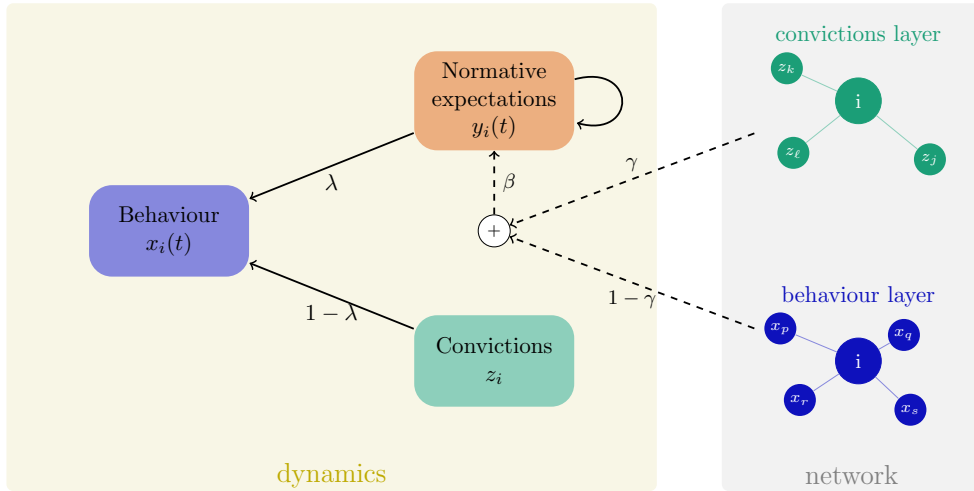 Normative
expectations
y_i(t)
λ
β
Behaviour
x_i(t)
+
1 − λ
Convictions
z_i
dynamics
γ
1 − γ
convictions layer
z_k
i
z_ℓ
z_j
behaviour layer
x_p
x_q
i
x_r
x_s
network